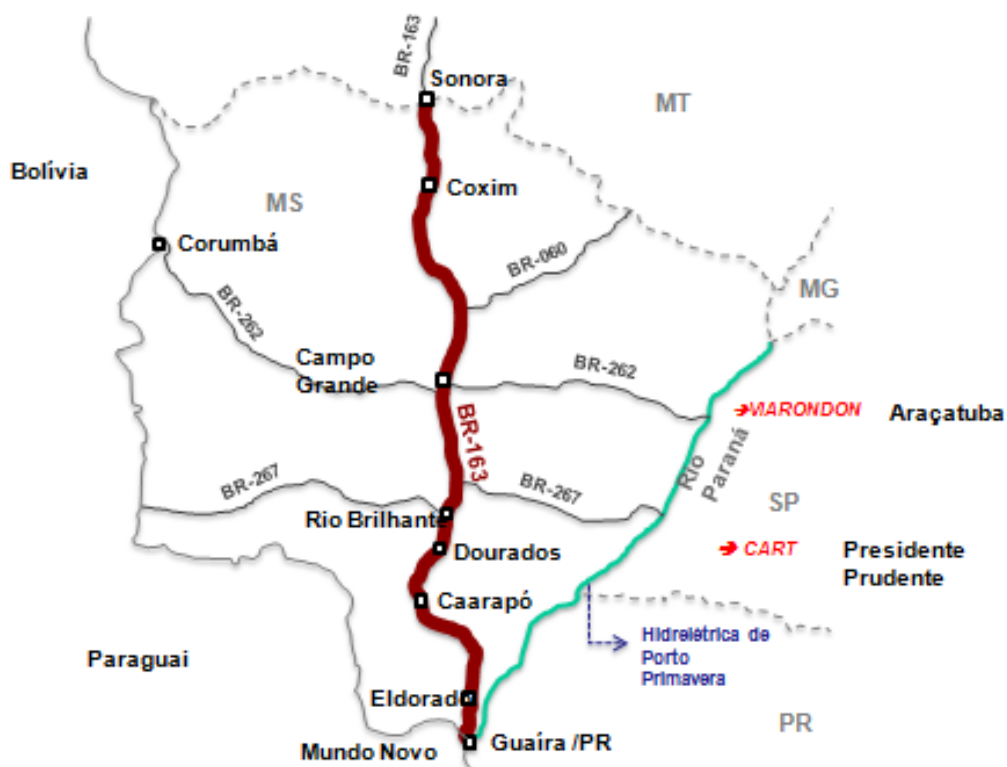 BR-163
Sonora
MT
Bolívia
Coxim
MS
Corumbá
BR-060
MG
BR-262
Campo
Grande
BR-262
VIARONDON
Araçatuba
BR-163
Rio
Paraná
BR-267
BR-267
SP
Rio Brilhante
Dourados
CART
Presidente
Prudente
Caarapó
Hidrelétrica de
Porto
Primavera
Paraguai
Eldorado
PR
Guaíra /PR
Mundo Novo